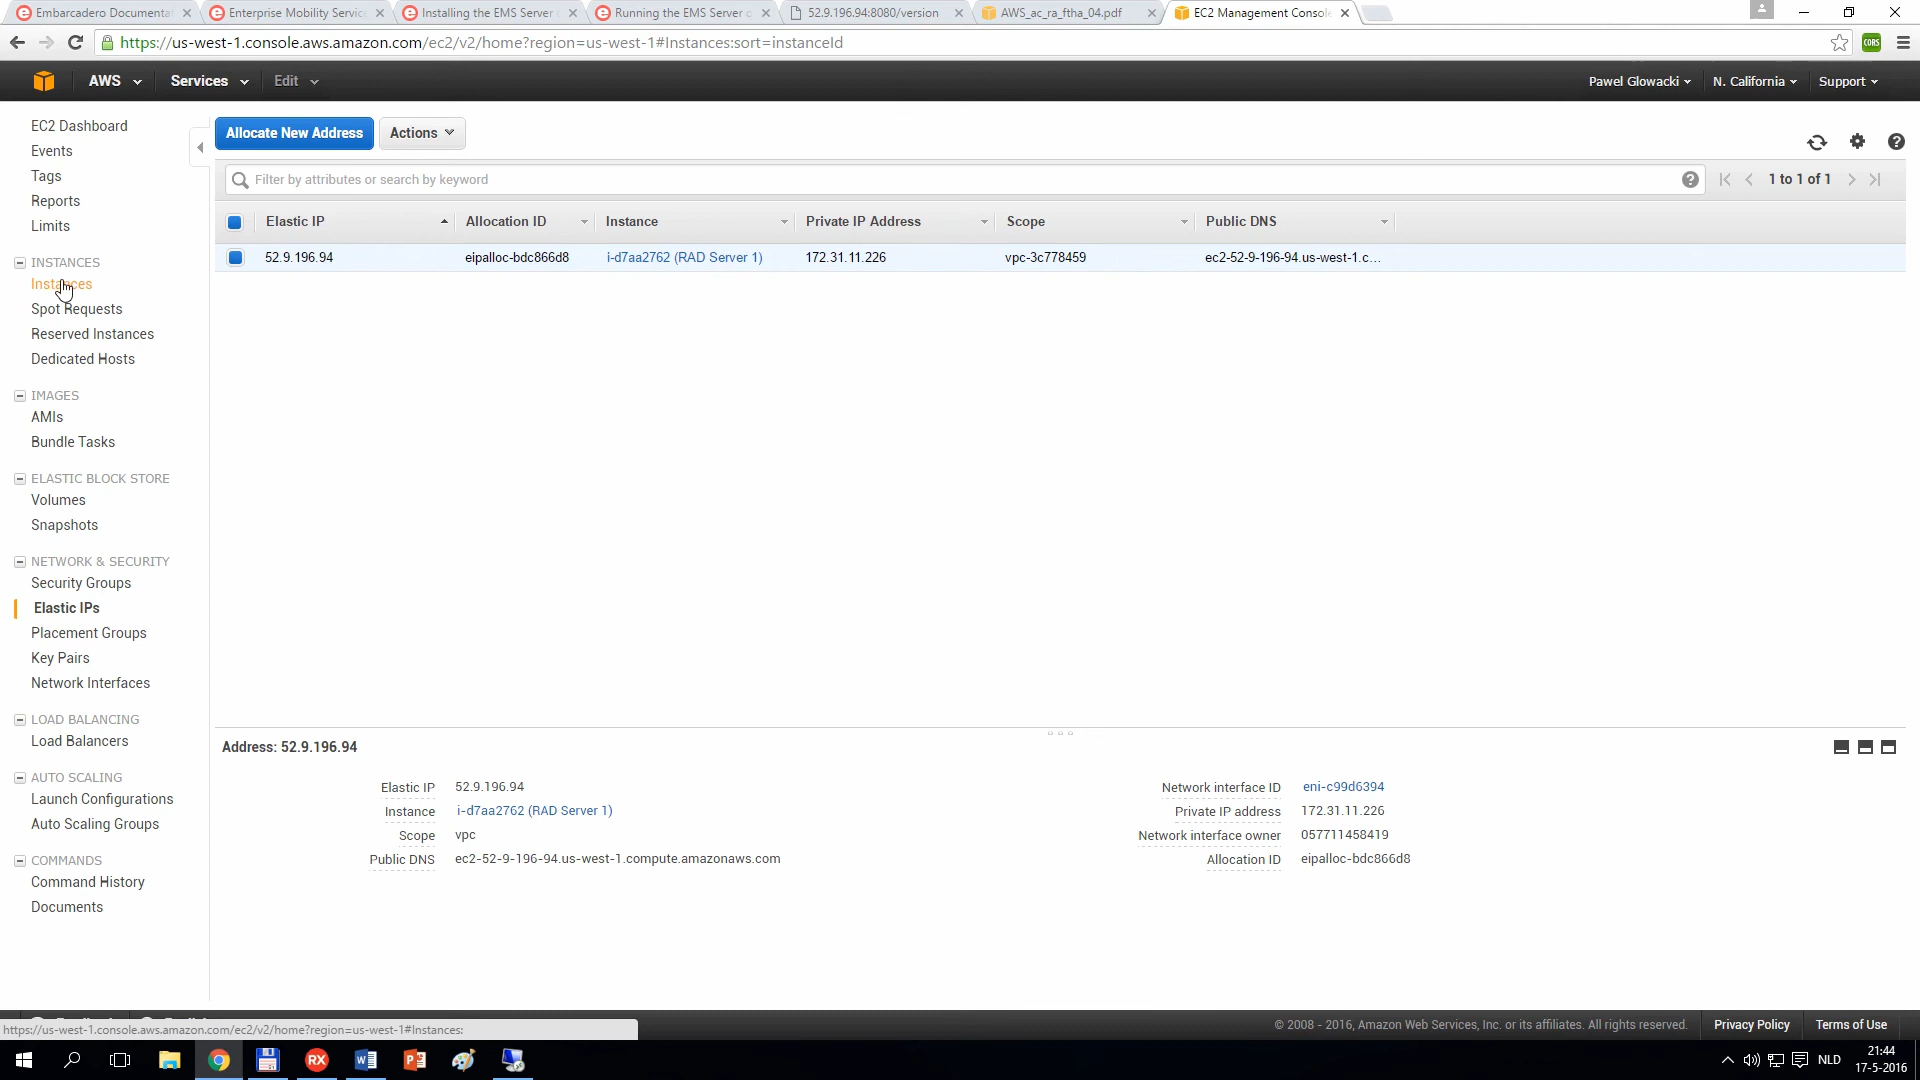 Embarcadero Documentat
Enterprise Mobility Service
Installing the EMS Server
Running the EMS Server o
52.9.196.94:8080/version
AWS_ac_ra_ftha_04.pdf
EC2 Management Console
https://us-west-1.console.aws.amazon.com/ec2/v2/home?region=us-west-1#Instances:sort=instanceId
CORS
AWS
Services
Edit
Pawel Glowacki
N. California
Support
EC2 Dashboard
Events
Tags
Reports
Limits
INSTANCES
Instances
Spot Requests
Reserved Instances
Dedicated Hosts
IMAGES
AMIs
Bundle Tasks
ELASTIC BLOCK STORE
Volumes
Snapshots
NETWORK & SECURITY
Security Groups
Elastic IPs
Placement Groups
Key Pairs
Network Interfaces
LOAD BALANCING
Load Balancers
AUTO SCALING
Launch Configurations
Auto Scaling Groups
COMMANDS
Command History
Documents
Allocate New Address
Actions
Filter by attributes or search by keyword
1 to 1 of 1
Elastic IP Allocation ID Instance Private IP Address Scope Public DNS
52.9.196.94 eipalloc-bdc866d8 i-d7aa2762 (RAD Server 1) 172.31.11.226 vpc-3c778459 ec2-52-9-196-94.us-west-1.c...
Address: 52.9.196.94
Elastic IP 52.9.196.94
Instance i-d7aa2762 (RAD Server 1)
Scope vpc
Public DNS ec2-52-9-196-94.us-west-1.compute.amazonaws.com
Network interface ID eni-c99d6394
Private IP address 172.31.11.226
Network interface owner 057711458419
Allocation ID eipalloc-bdc866d8
https://us-west-1.console.aws.amazon.com/ec2/v2/home?region=us-west-1#Instances:
© 2008 - 2016, Amazon Web Services, Inc. or its affiliates. All rights reserved.
Privacy Policy
Terms of Use
RX
NLD
21:44
17-5-2016